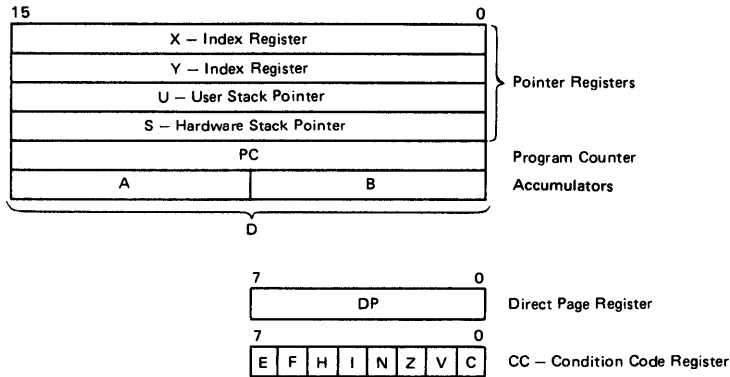 15 0
X – Index Register
Y – Index Register
U – User Stack Pointer
S – Hardware Stack Pointer
Pointer Registers
PC Program Counter
A B Accumulators
D
7 0
DP Direct Page Register
7 0
E F H I N Z V C CC – Condition Code Register